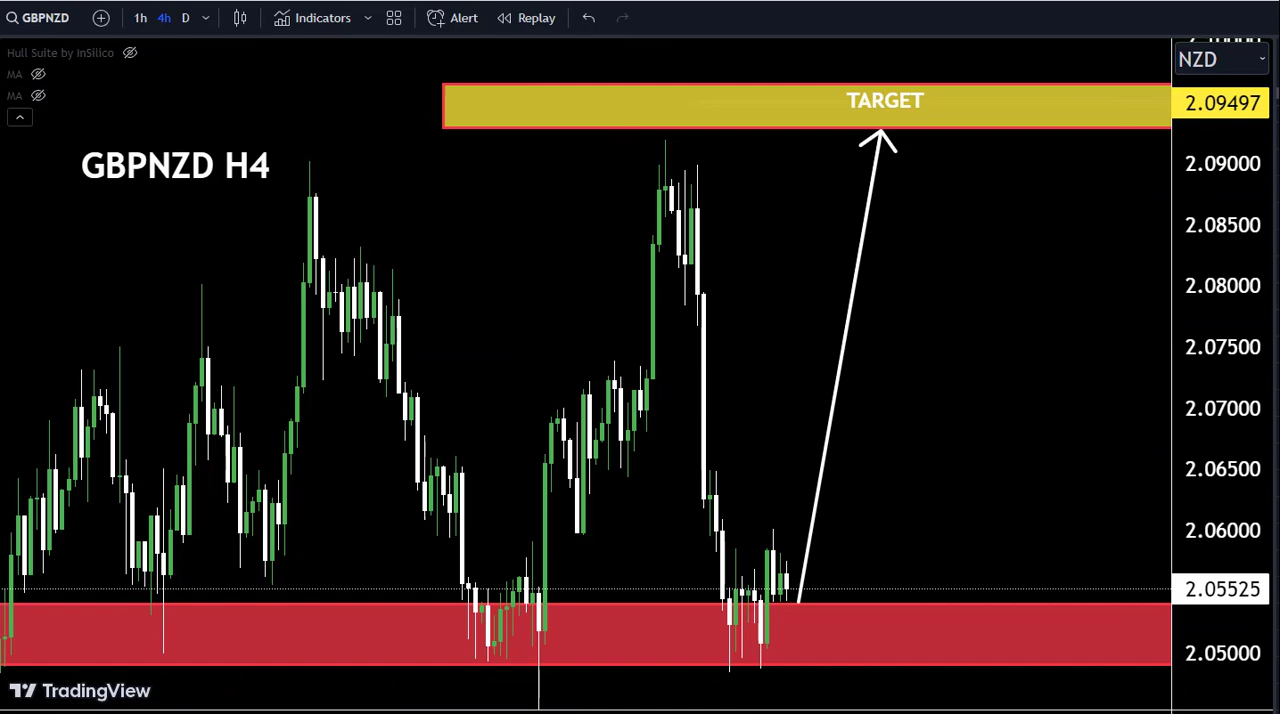 GBPNZD
1h 4h D
Indicators
Alert
Replay
Hull Suite by InSilico
MA
MA
NZD
TARGET
2.09497
GBPNZD H4
2.09000
2.08500
2.08000
2.07500
2.07000
2.06500
2.06000
2.05525
2.05000
TradingView